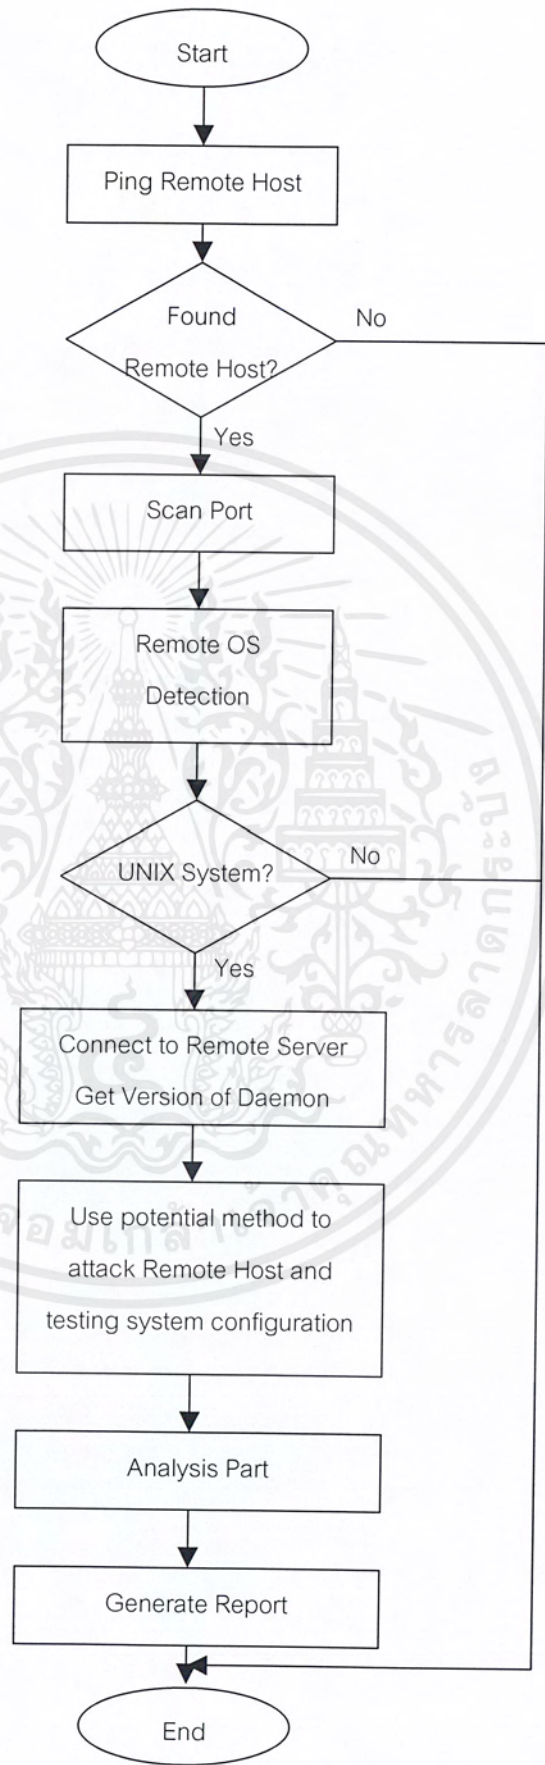 Start
Ping Remote Host
Found
Remote Host?
No
Yes
Scan Port
Remote OS
Detection
UNIX System?
No
Yes
Connect to Remote Server
Get Version of Daemon
Use potential method to
attack Remote Host and
testing system configuration
Analysis Part
Generate Report
End